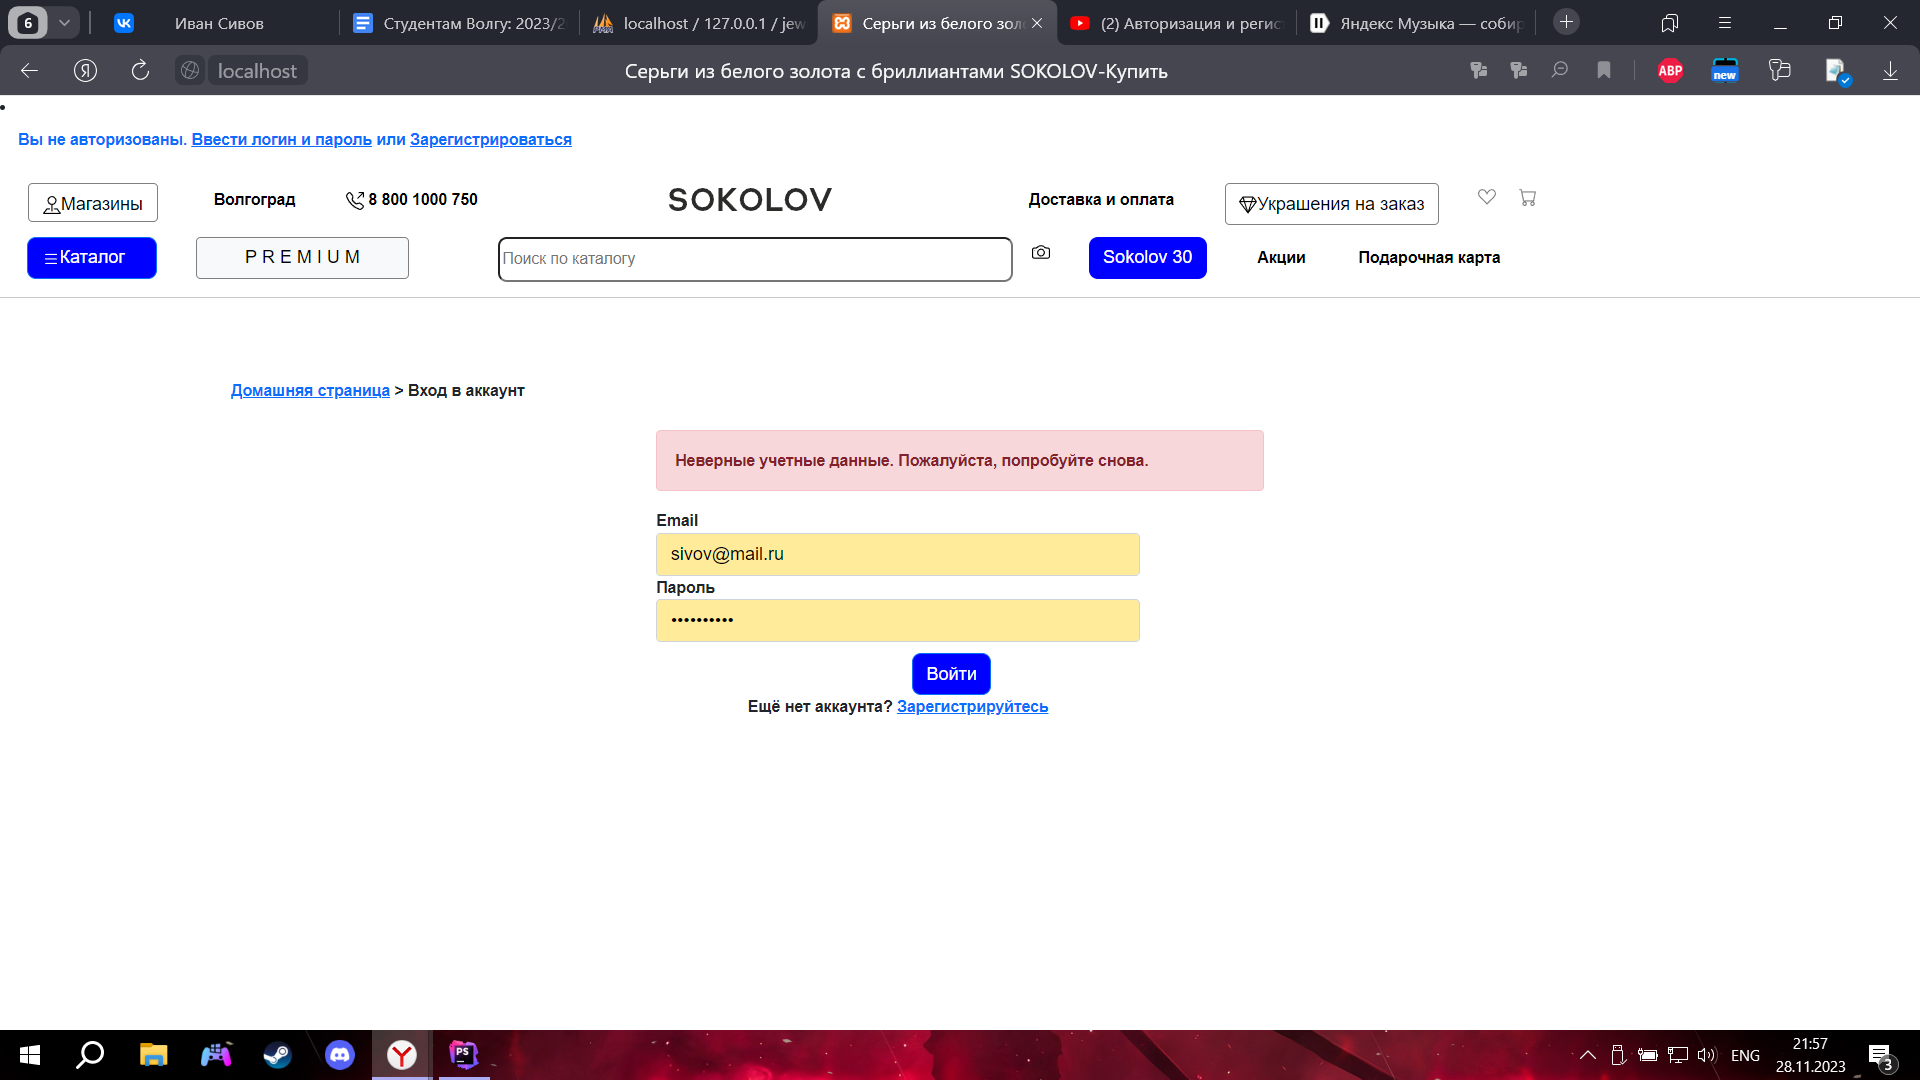 6
Иван Сивов
Студентам Волгу: 2023/2
localhost / 127.0.0.1 / jew
Серьги из белого зол
(2) Авторизация и регис
Яндекс Музыка — собир
localhost
Серьги из белого золота с бриллиантами SOKOLOV-Купить
ABP
new
Вы не авторизованы. Ввести логин и пароль или Зарегистрироваться
Магазины
Волгоград
8 800 1000 750
SOKOLOV
Доставка и оплата
Украшения на заказ
Каталог
PREMIUM
Поиск по каталогу
Sokolov 30
Акции
Подарочная карта
Домашняя страница > Вход в аккаунт
Неверные учетные данные. Пожалуйста, попробуйте снова.
Email
sivov@mail.ru
Пароль
••••••••••
Войти
Ещё нет аккаунта? Зарегистрируйтесь
PS
ENG
21:57
28.11.2023
3